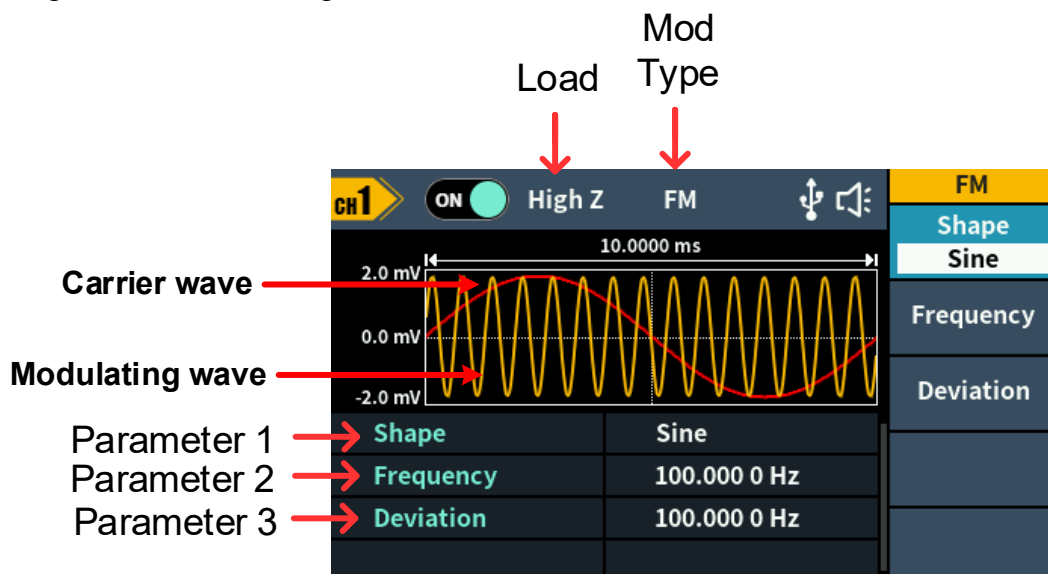 Mod
Load Type
CH1 ON High Z FM FM
Shape
Sine
10.0000 ms
Carrier wave 2.0 mV
Frequency
0.0 mV
Modulating wave
Deviation
-2.0 mV
Parameter 1 Shape Sine
Parameter 2 Frequency 100.000 0 Hz
Parameter 3 Deviation 100.000 0 Hz